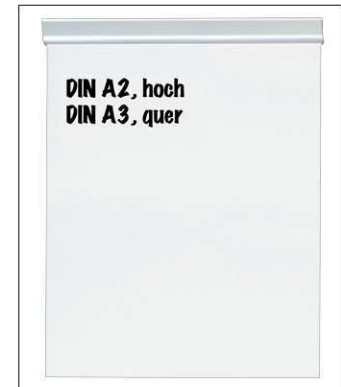 DIN A2, hoch
DIN A3, quer